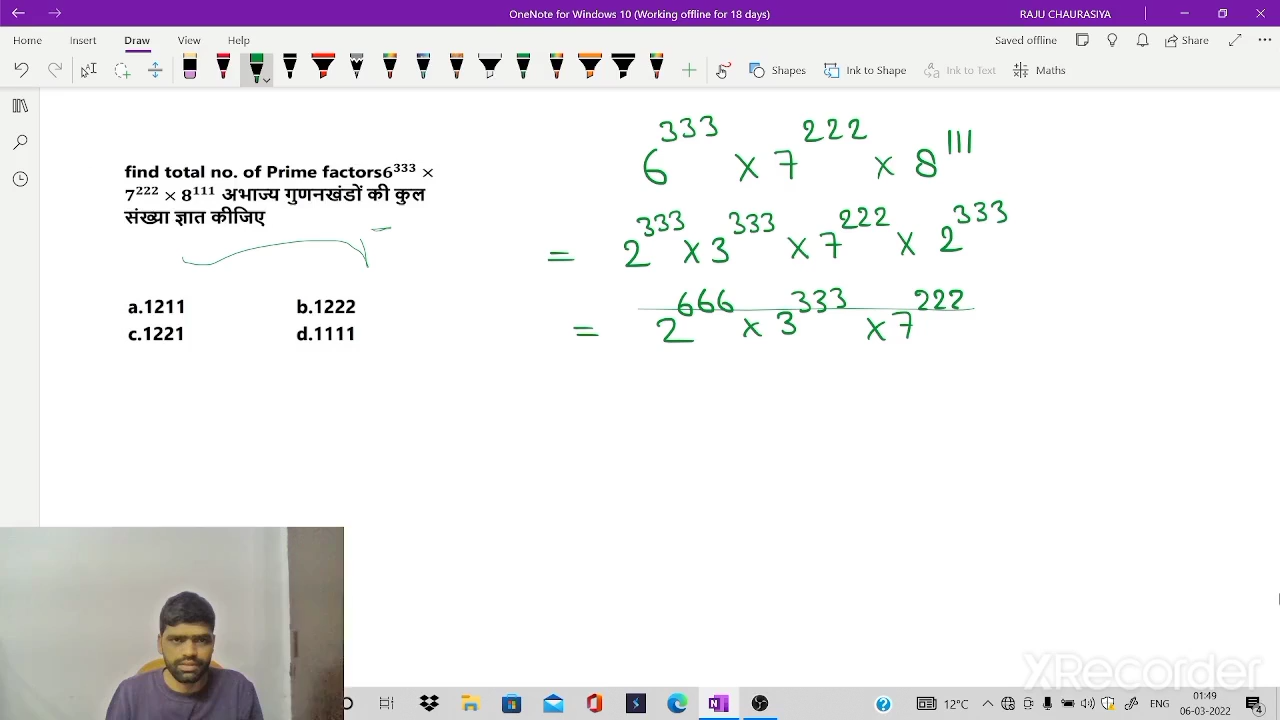 OneNote for Windows 10 (Working offline for 18 days)
RAJU CHAURASIYA
Home Insert Draw View Help
Saved offline
Share
Shapes Ink to Shape Ink to Text Maths
6³³³ × 7²²² × 8¹¹¹
find total no. of Prime factors6³³³ ×
7²²² × 8¹¹¹ अभाज्य गुणनखंडों की कुल
संख्या ज्ञात कीजिए
= 2³³³ × 3³³³ × 7²²² × 2³³³
a.1211 b.1222
c.1221 d.1111
= 2⁶⁶⁶ × 3³³³ × 7²²²
XRecorder
12°C
ENG
01:49
06-03-2022
4